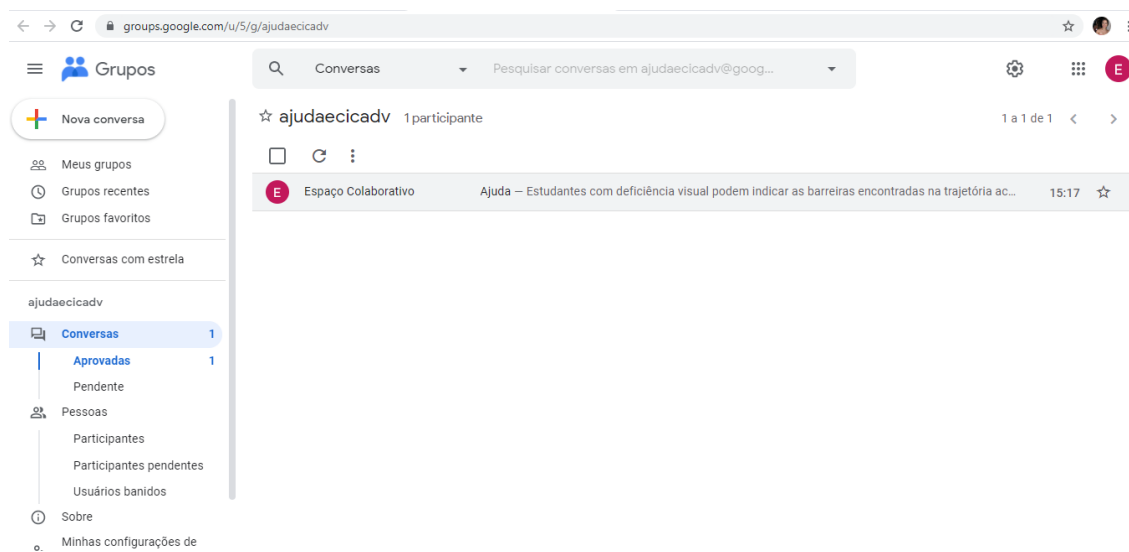 groups.google.com/u/5/g/ajudaecicadv
Grupos
Conversas
Pesquisar conversas em ajudaecicadv@goog...
E
Nova conversa
ajudaecicadv 1 participante
1 a 1 de 1
Meus grupos
Grupos recentes
Grupos favoritos
Conversas com estrela
E Espaço Colaborativo Ajuda – Estudantes com deficiência visual podem indicar as barreiras encontradas na trajetória ac... 15:17
ajudaecicadv
Conversas 1
Aprovadas 1
Pendente
Pessoas
Participantes
Participantes pendentes
Usuários banidos
Sobre
Minhas configurações de